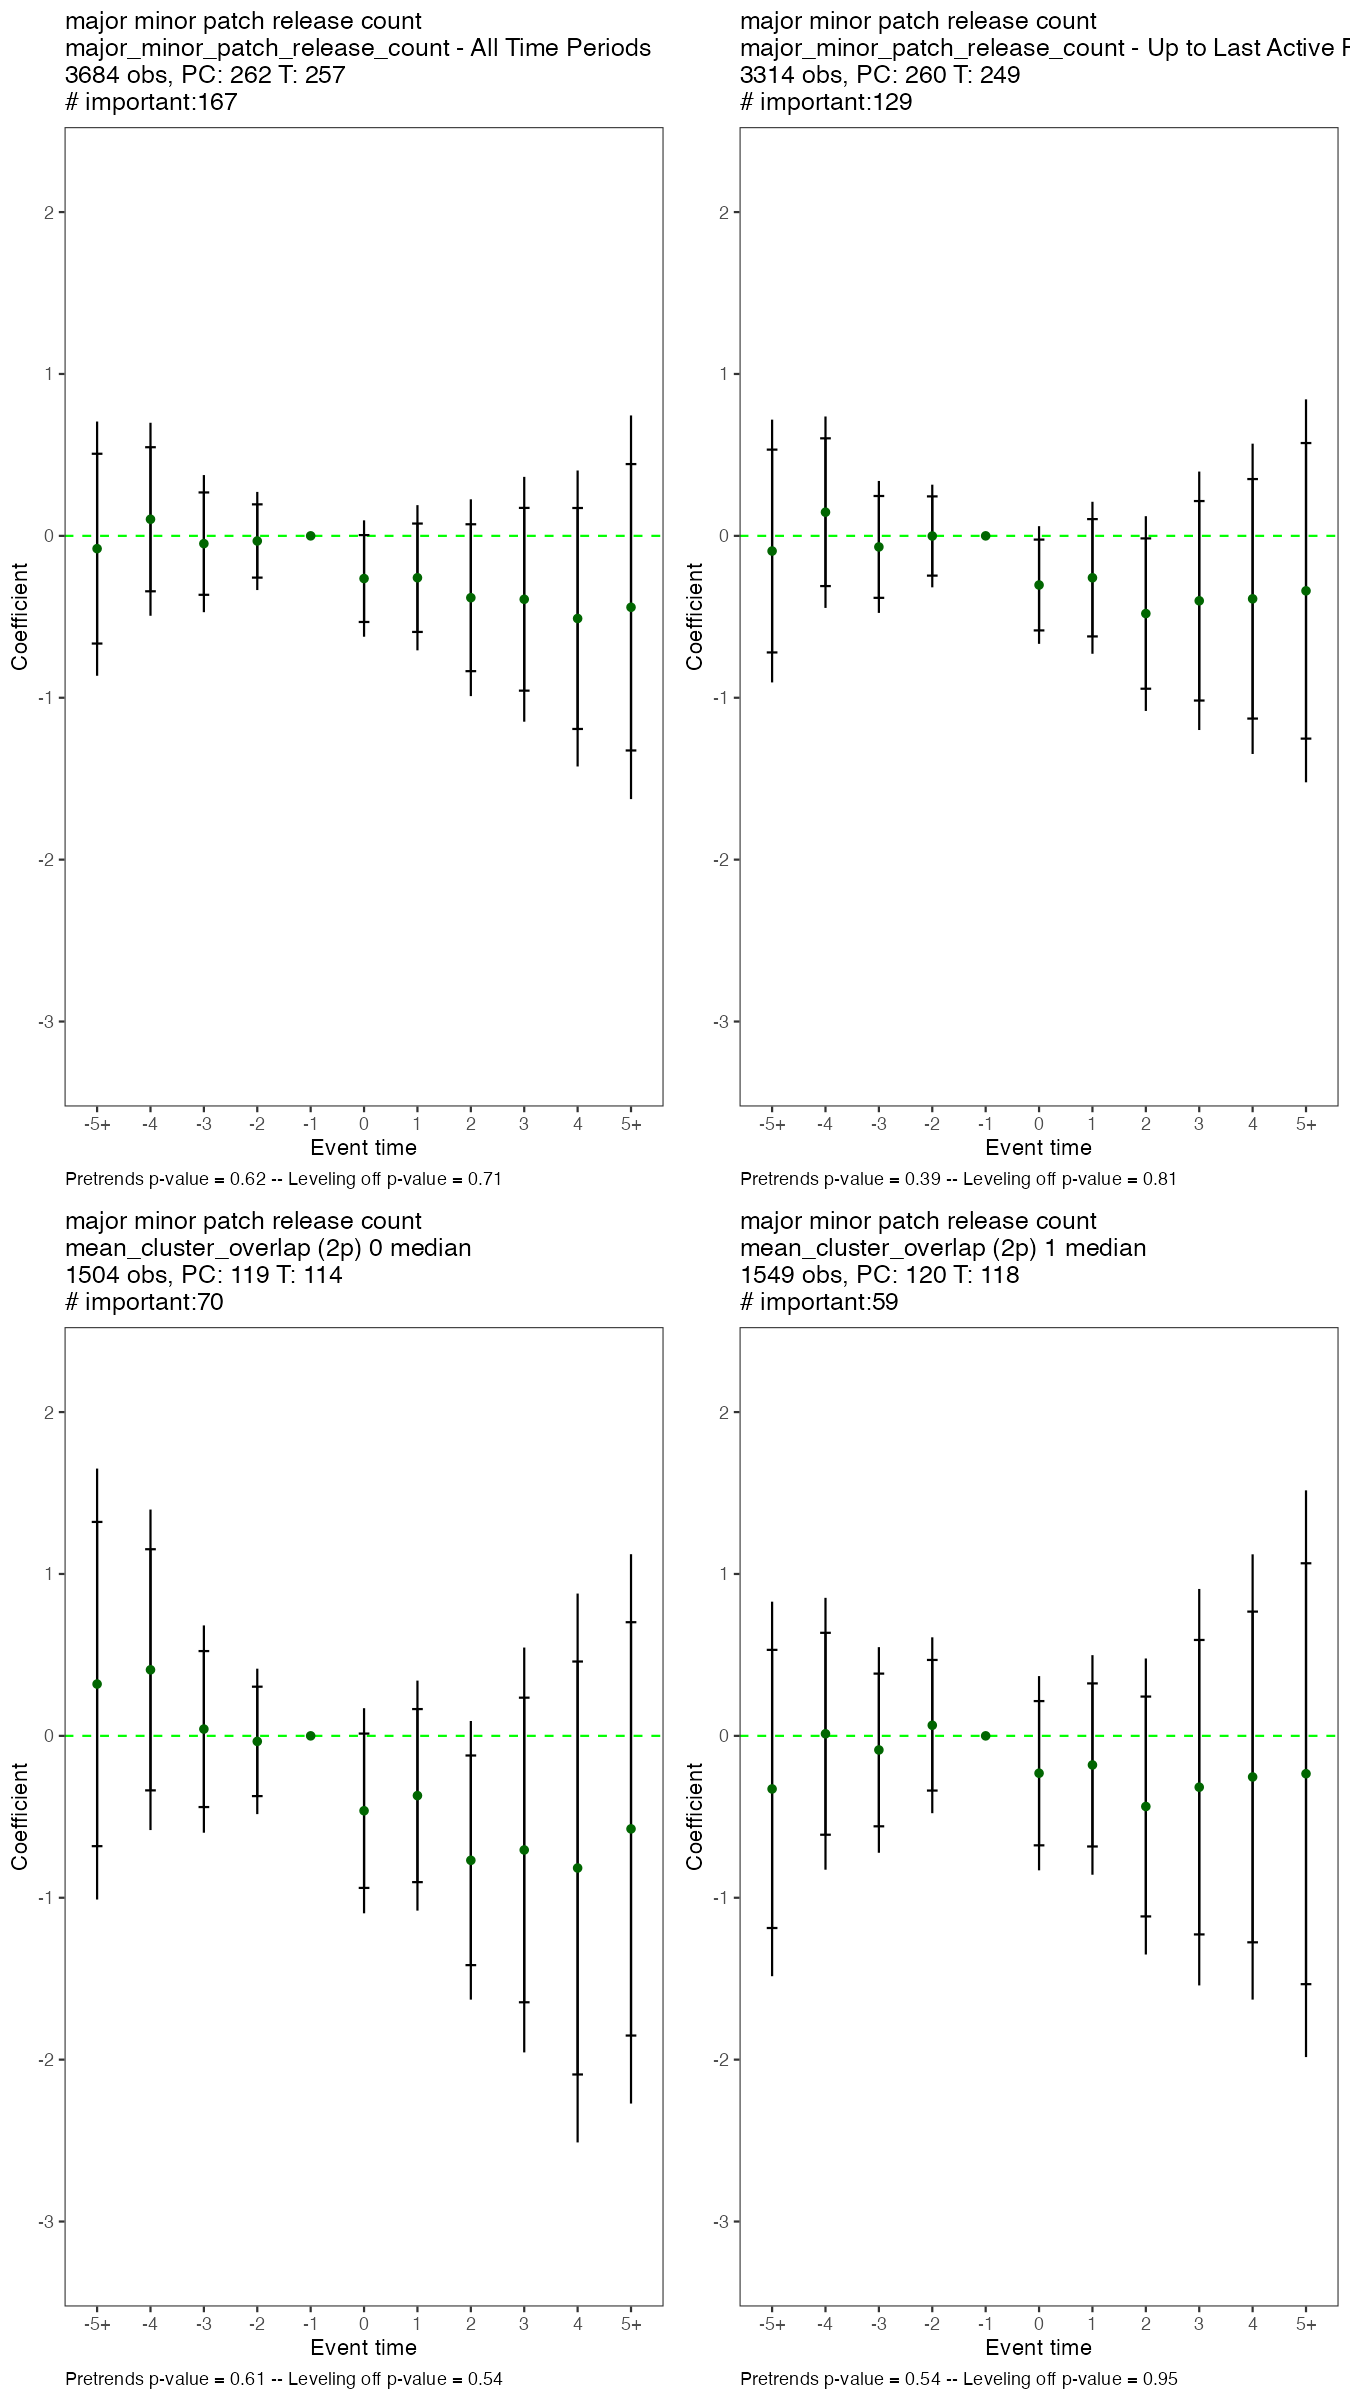 major minor patch release count
major_minor_patch_release_count - All Time Periods
3684 obs, PC: 262 T: 257
# important:167
2
1
0
-1
-2
-3
Coefficient
-5+ -4 -3 -2 -1 0 1 2 3 4 5+
Event time
Pretrends p-value = 0.62 -- Leveling off p-value = 0.71
major minor patch release count
major_minor_patch_release_count - Up to Last Active
3314 obs, PC: 260 T: 249
# important:129
2
1
0
-1
-2
-3
Coefficient
-5+ -4 -3 -2 -1 0 1 2 3 4 5+
Event time
Pretrends p-value = 0.39 -- Leveling off p-value = 0.81
major minor patch release count
mean_cluster_overlap (2p) 0 median
1504 obs, PC: 119 T: 114
# important:70
2
1
0
-1
-2
-3
Coefficient
-5+ -4 -3 -2 -1 0 1 2 3 4 5+
Event time
Pretrends p-value = 0.61 -- Leveling off p-value = 0.54
major minor patch release count
mean_cluster_overlap (2p) 1 median
1549 obs, PC: 120 T: 118
# important:59
2
1
0
-1
-2
-3
Coefficient
-5+ -4 -3 -2 -1 0 1 2 3 4 5+
Event time
Pretrends p-value = 0.54 -- Leveling off p-value = 0.95